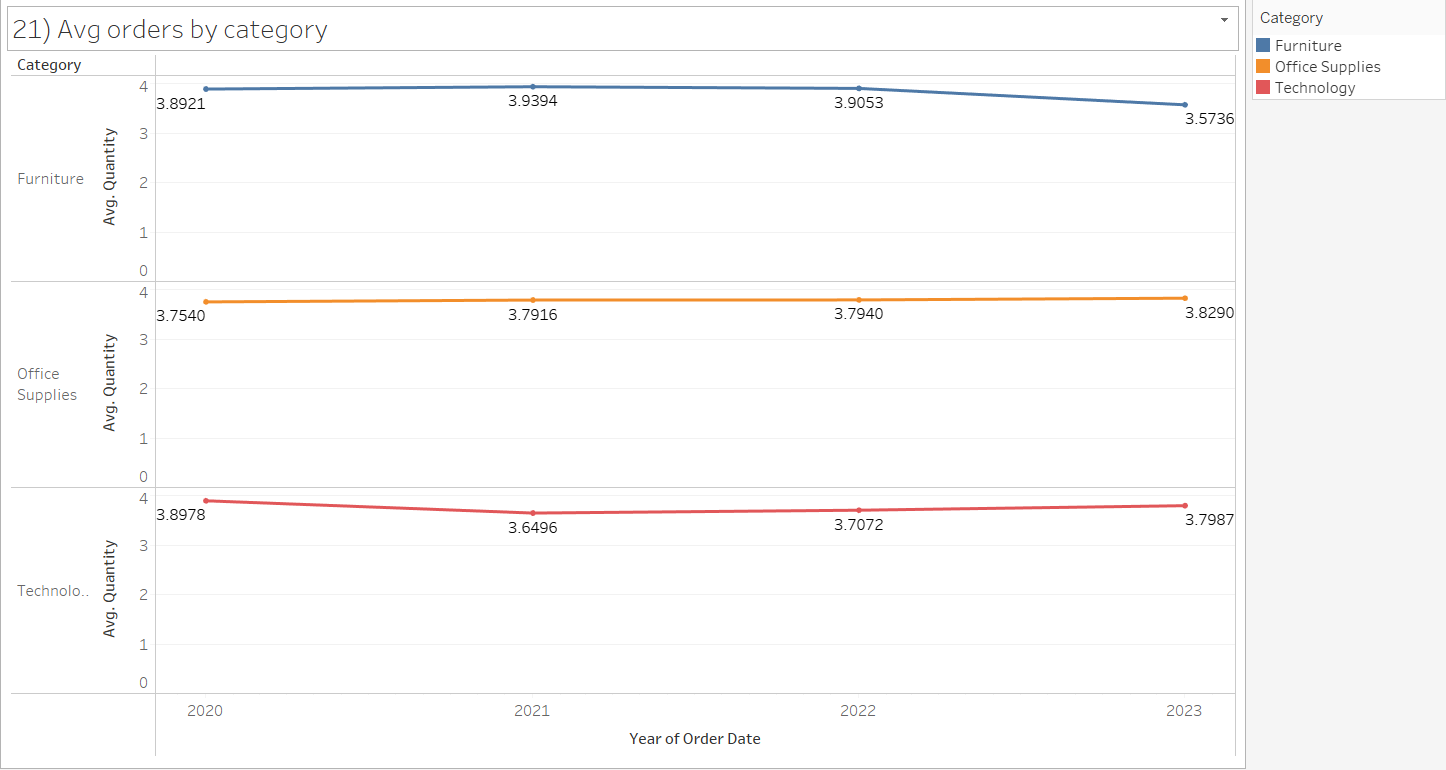 21) Avg orders by category
Category
Furniture
Avg. Quantity
4
3
2
1
0
3.8921
3.9394
3.9053
3.5736
Office
Supplies
Avg. Quantity
4
3
2
1
0
3.7540
3.7916
3.7940
3.8290
Technolo..
Avg. Quantity
4
3
2
1
0
3.8978
3.6496
3.7072
3.7987
2020
2021
2022
2023
Year of Order Date
Category
Furniture
Office Supplies
Technology